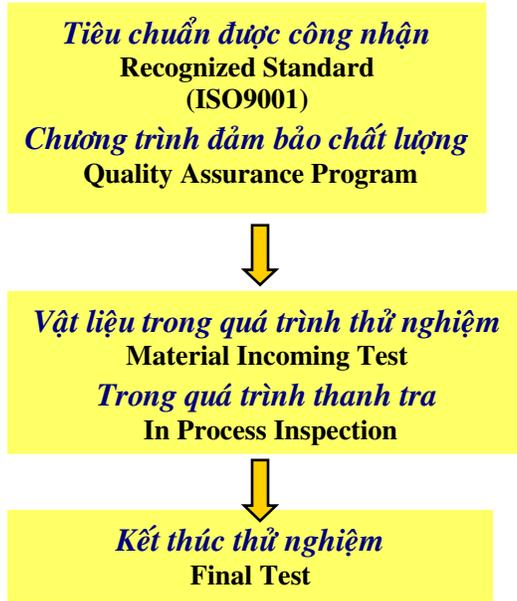 Tiêu chuẩn được công nhận
Recognized Standard
(ISO9001)
Chương trình đảm bảo chất lượng
Quality Assurance Program
Vật liệu trong quá trình thử nghiệm
Material Incoming Test
Trong quá trình thanh tra
In Process Inspection
Kết thúc thử nghiệm
Final Test